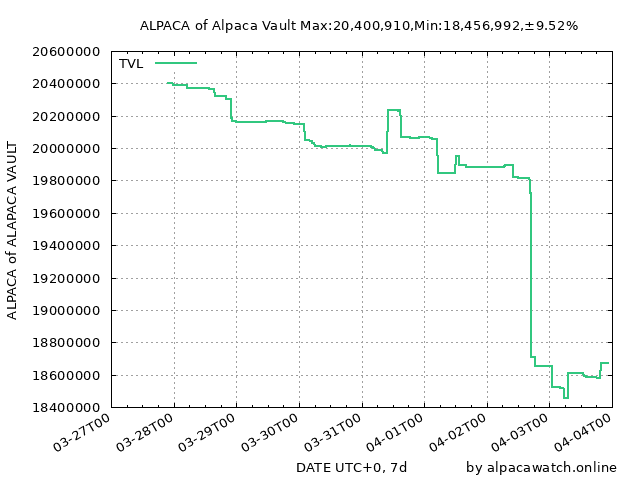 ALPACA of Alpaca Vault Max:20,400,910,Min:18,456,992,±9.52%
TVL
20600000
20400000
20200000
20000000
19800000
19600000
19400000
19200000
19000000
18800000
18600000
18400000
ALPACA of ALAPACA VAULT
03-27T00
03-28T00
03-29T00
03-30T00
03-31T00
04-01T00
04-02T00
04-03T00
04-04T00
DATE UTC+0, 7d
by alpacawatch.online